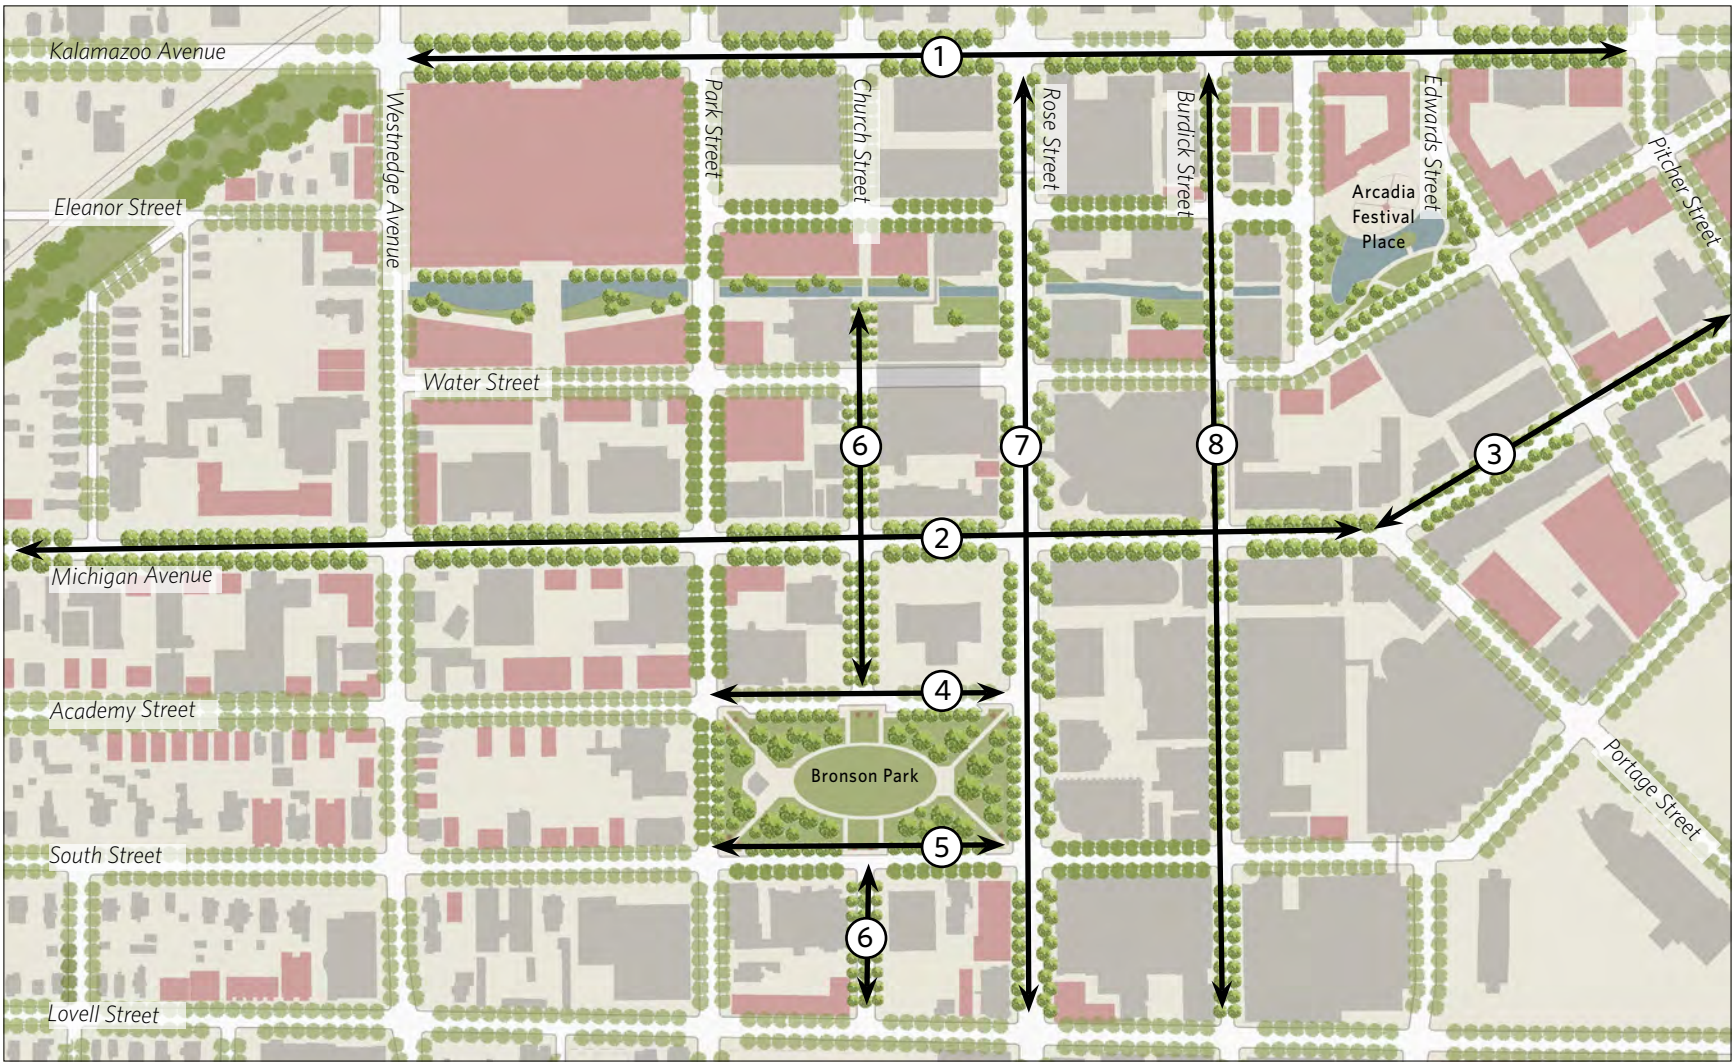 Kalamazoo Avenue
1
Westnedge Avenue
Park Street
Church Street
Rose Street
Burdick Street
Edwards Street
Pitcher Street
Arcadia
Festival
Place
Eleanor Street
Water Street
6
7
8
3
2
Michigan Avenue
4
Academy Street
Bronson Park
Portage Street
5
South Street
6
Lovell Street